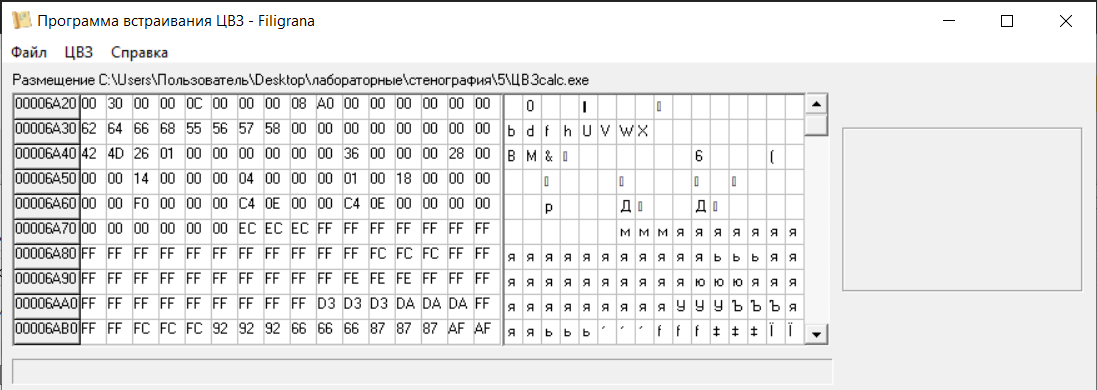 Программа встраивания ЦВЗ - Filigrana
Файл ЦВЗ Справка
Размещение C:\Users\Пользователь\Desktop\лабораторные\стенография\5\ЦВЗcalc.exe
00006A20 00 30 00 00 0C 00 00 00 08 A0 00 00 00 00 00 00 0
00006A30 62 64 66 68 55 56 57 58 00 00 00 00 00 00 00 00 b d f h U V W X
00006A40 42 4D 26 01 00 00 00 00 00 00 36 00 00 00 28 00 B M & 6 (
00006A50 00 00 14 00 00 00 04 00 00 00 01 00 18 00 00 00
00006A60 00 00 F0 00 00 00 C4 0E 00 00 C4 0E 00 00 00 00 р Д Д
00006A70 00 00 00 00 00 00 EC EC EC FF FF FF FF FF FF FF м м м я я я я я я я
00006A80 FF FF FF FF FF FF FF FF FF FF FF FC FC FC FF FF я я я я я я я я я я я ь ь ь я я
00006A90 FF FF FF FF FF FF FF FF FF FF FE FE FE FF FF FF я я я я я я я я я я ю ю ю я я я
00006AA0 FF FF FF FF FF FF FF FF FF D3 D3 D3 DA DA DA FF я я я я я я я я я У У У Ъ Ъ Ъ я
00006AB0 FF FF FC FC FC 92 92 92 66 66 66 87 87 87 AF AF я я ь ь ь ’ ’ ’ f f f ‡ ‡ ‡ Ї Ї